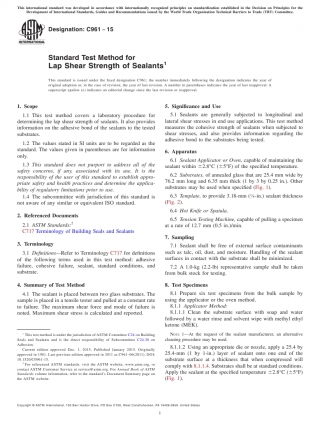 This international standard was developed in accordance with internationally recognized principles on standardization established in the Decision on Principles for the
Development of International Standards, Guides and Recommendations issued by the World Trade Organization Technical Barriers to Trade (TBT) Committee.
Designation: C961 − 15
Standard Test Method for
Lap Shear Strength of Sealants1
This standard is issued under the fixed designation C961; the number immediately following the designation indicates the year of
original adoption or, in the case of revision, the year of last revision. A number in parentheses indicates the year of last reapproval. A
superscript epsilon (ε) indicates an editorial change since the last revision or reapproval.
1. Scope
1.1 This test method covers a laboratory procedure for
determining the lap shear strength of sealants. It also provides
information on the adhesive bond of the sealants to the tested
substrates.
1.2 The values stated in SI units are to be regarded as the
standard. The values given in parentheses are for information
only.
1.3 This standard does not purport to address all of the
safety concerns, if any, associated with its use. It is the
responsibility of the user of this standard to establish appro-
priate safety and health practices and determine the applica-
bility of regulatory limitations prior to use.
1.4 The subcommittee with jurisdiction of this standard is
not aware of any similar or equivalent ISO standard.
2. Referenced Documents
2.1 ASTM Standards:2
C717 Terminology of Building Seals and Sealants
3. Terminology
3.1 Definitions—Refer to Terminology C717 for definitions
of the following terms used in this test method: adhesive
failure, cohesive failure, sealant, standard conditions, and
substrate.
4. Summary of Test Method
4.1 The sealant is placed between two glass substrates. The
sample is placed in a tensile tester and pulled at a constant rate
to failure. The maximum shear force and mode of failure is
noted. Maximum shear stress is calculated and reported.
1 This test method is under the jurisdiction of ASTM Committee C24 on Building
Seals and Sealants and is the direct responsibility of Subcommittee C24.30 on
Adhesion.
Current edition approved Dec. 1, 2015. Published January 2016. Originally
approved in 1981. Last previous edition approved in 2011 as C961-06(2011). DOI:
10.1520/C0961-15.
2 For referenced ASTM standards, visit the ASTM website, www.astm.org, or
contact ASTM Customer Service at service@astm.org. For Annual Book of ASTM
Standards volume information, refer to the standard's Document Summary page on
the ASTM website.
5. Significance and Use
5.1 Sealants are generally subjected to longitudinal and
lateral shear stresses in end use applications. This test method
measures the cohesive strength of sealants when subjected to
shear stresses, and also provides information regarding the
adhesive bond to the substrates being tested.
6. Apparatus
6.1 Sealant Applicator or Oven, capable of maintaining the
sealant within ±2.8°C (±5°F) of the specified temperature.
6.2 Substrates, of annealed glass that are 25.4 mm wide by
76.2 mm long and 6.35 mm thick (1 by 3 by 0.25 in.). Other
substrates may be used when specified (Fig. 1).
6.3 Template, to provide 3.18-mm (1⁄8-in.) sealant thickness
(Fig. 2).
6.4 Hot Knife or Spatula.
6.5 Tension Testing Machine, capable of pulling a specimen
at a rate of 12.7 mm (0.5 in.)/min.
7. Sampling
7.1 Sealant shall be free of external surface contaminants
such as talc, oil, dust, and moisture. Handling of the sealant
surfaces in contact with the substrate shall be minimized.
7.2 A 1.0-kg (2.2-lb) representative sample shall be taken
from bulk stock for testing.
8. Test Specimens
8.1 Prepare six test specimens from the bulk sample by
using the applicator or the oven method.
8.1.1 Applicator Method:
8.1.1.1 Clean the substrate surface with soap and water
followed by a water rinse and solvent wipe with methyl ethyl
ketone (MEK).
NOTE 1—At the request of the sealant manufacturer, an alternative
cleaning procedure may be used.
8.1.1.2 Using an appropriate die or nozzle, apply a 25.4 by
25.4-mm (1 by 1-in.) layer of sealant onto one end of the
substrate surface at a thickness that when compressed will
comply with 8.1.1.4. Substrates shall be at standard conditions.
Apply the sealant at the specified temperature ±2.8°C (±5°F)
(Fig. 1).
1